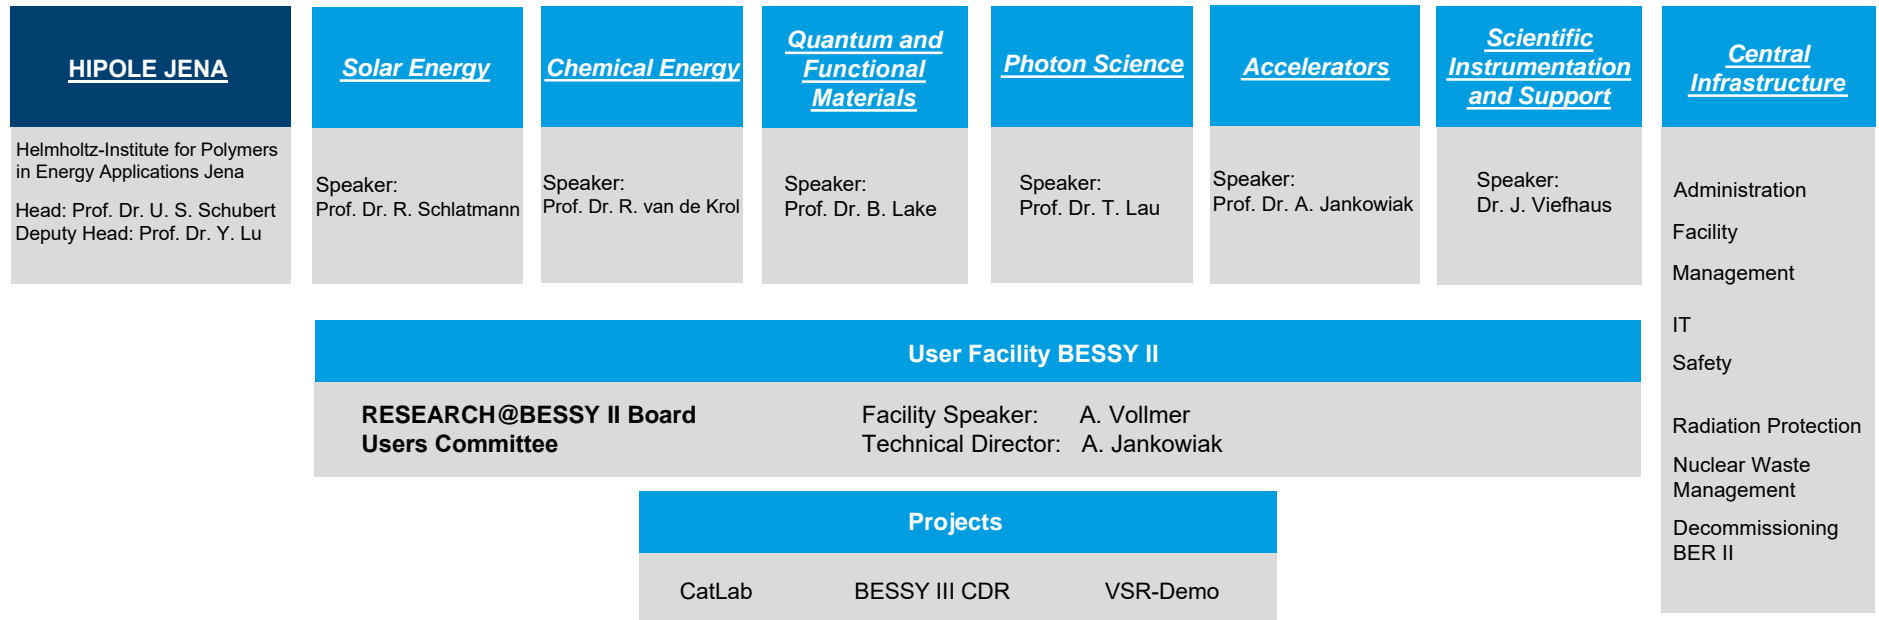 HIPOLE JENA
Helmholtz-Institute for Polymers
in Energy Applications Jena
Head: Prof. Dr. U. S. Schubert
Deputy Head: Prof. Dr. Y. Lu
Solar Energy
Speaker:
Prof. Dr. R. Schlatmann
Chemical Energy
Speaker:
Prof. Dr. R. van de Krol
Quantum and
Functional
Materials
Speaker:
Prof. Dr. B. Lake
Photon Science
Speaker:
Prof. Dr. T. Lau
Accelerators
Speaker:
Prof. Dr. A. Jankowiak
Scientific
Instrumentation
and Support
Speaker:
Dr. J. Viefhaus
Central
Infrastructure
Administration
Facility
Management
IT
Safety
Radiation Protection
Nuclear Waste
Management
Decommissioning
BER II
User Facility BESSY II
RESEARCH@BESSY II Board
Users Committee
Facility Speaker: A. Vollmer
Technical Director: A. Jankowiak
Projects
CatLab BESSY III CDR VSR-Demo